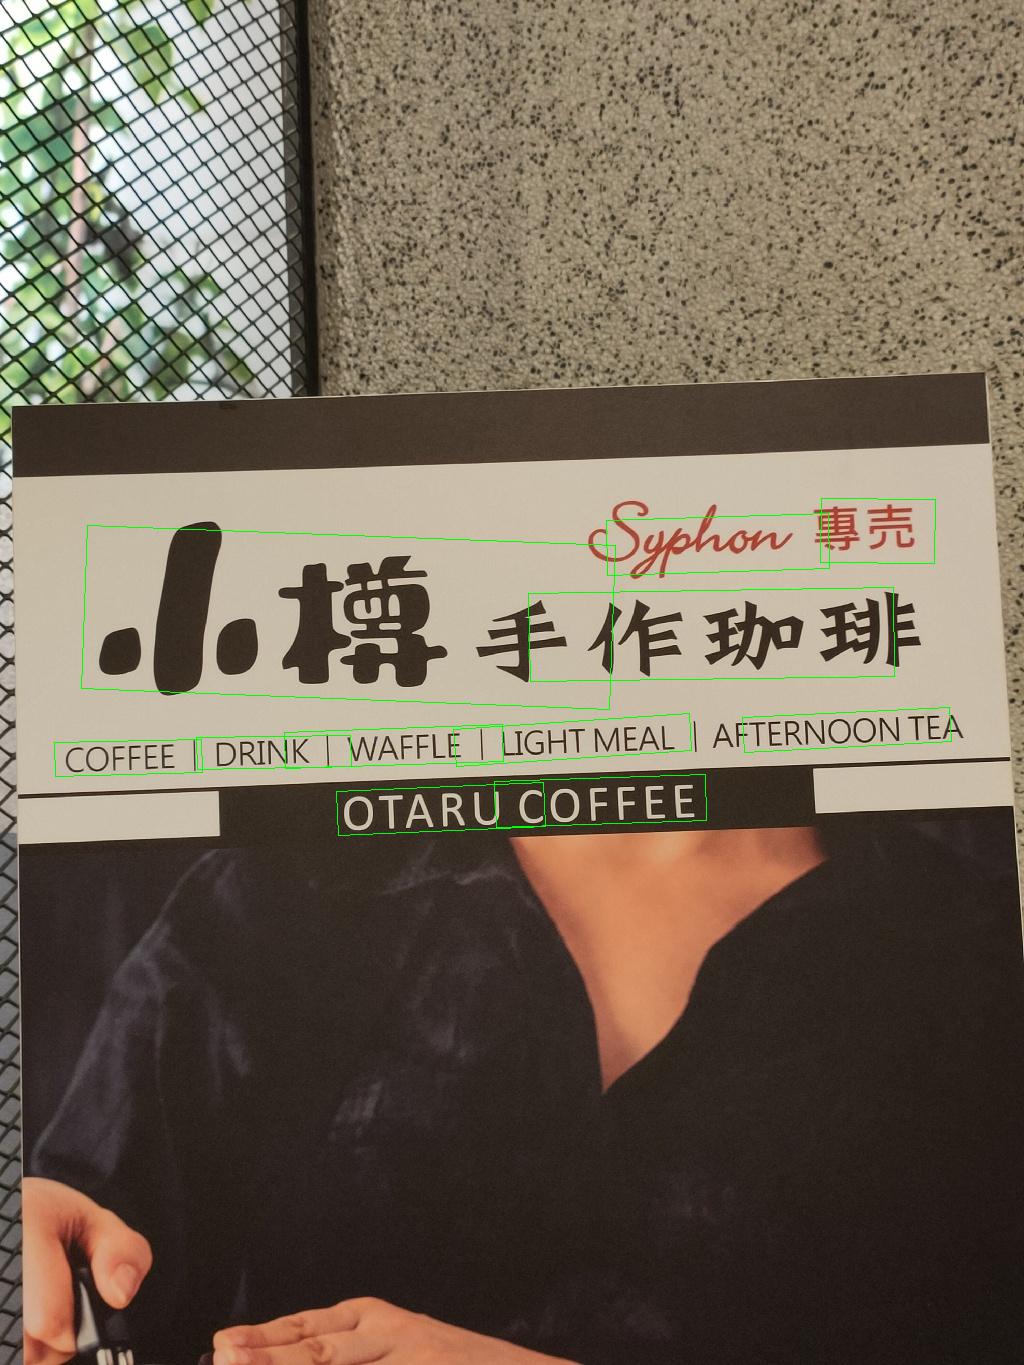 Syphon 專売
小樽 手作珈琲
COFFEE | DRINK | WAFFLE | LIGHT MEAL | AFTERNOON TEA
OTARU COFFEE